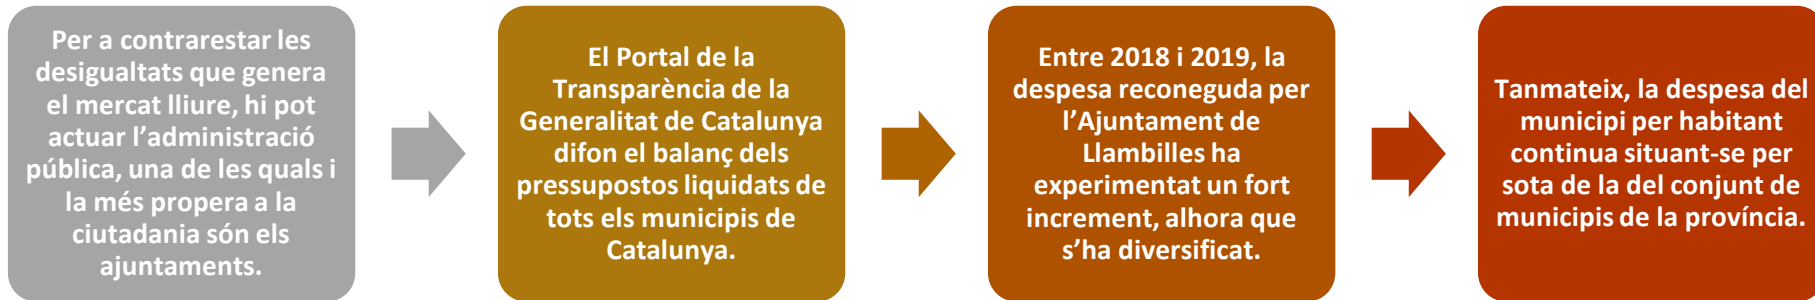 Per a contrarestar les
desigualtats que genera
el mercat lliure, hi pot
actuar l’administració
pública, una de les quals i
la més propera a la
ciutadania són els
ajuntaments.
El Portal de la
Transparència de la
Generalitat de Catalunya
difon el balanç dels
pressupostos liquidats de
tots els municipis de
Catalunya.
Entre 2018 i 2019, la
despesa reconeguda per
l’Ajuntament de
Llambilles ha
experimentat un fort
increment, alhora que
s’ha diversificat.
Tanmateix, la despesa del
municipi per habitant
continua situant-se per
sota de la del conjunt de
municipis de la província.